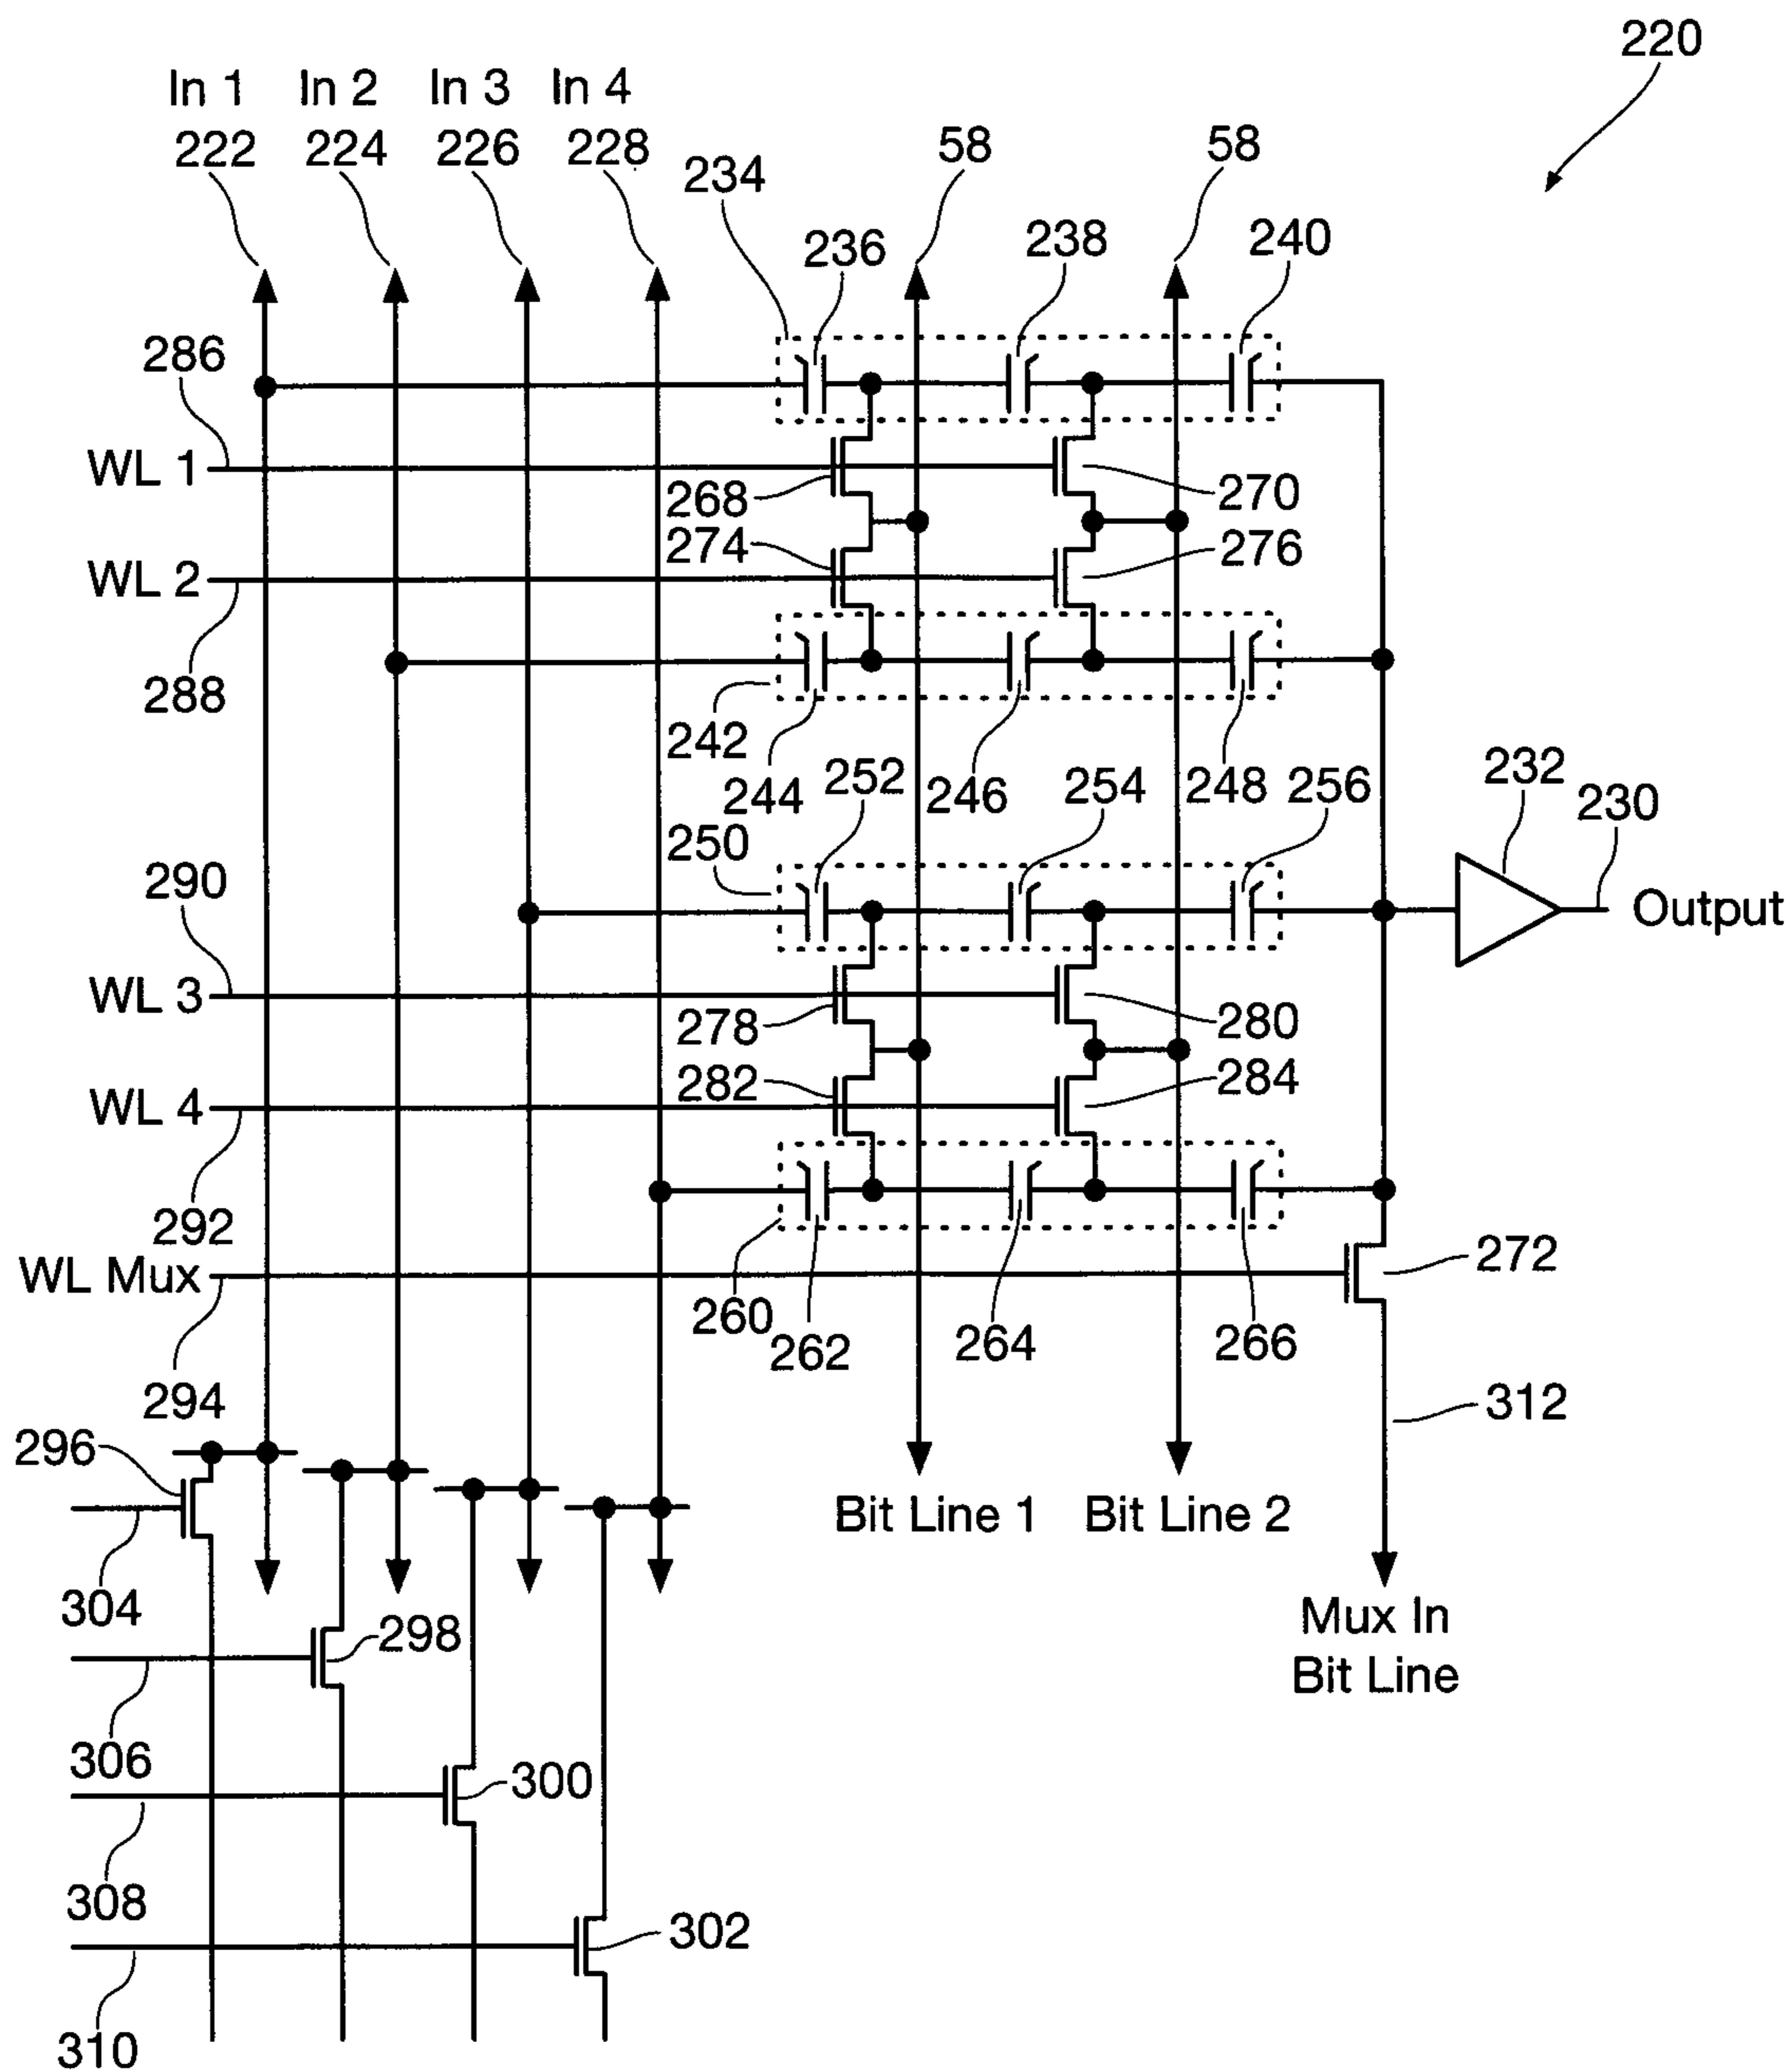 220
In 1 In 2 In 3 In 4
222 224 226 228 58 58
234
236 238 240
286
WL 1
268 270
274 276
WL 2
288
242
244 246 248
252 254 256
232
230
250
290
Output
WL 3
278 280
282 284
WL 4
292
WL Mux
272
260 262 264 266
294
312
296
Bit Line 1 Bit Line 2
304
298
Mux In
Bit Line
306
300
308
302
310